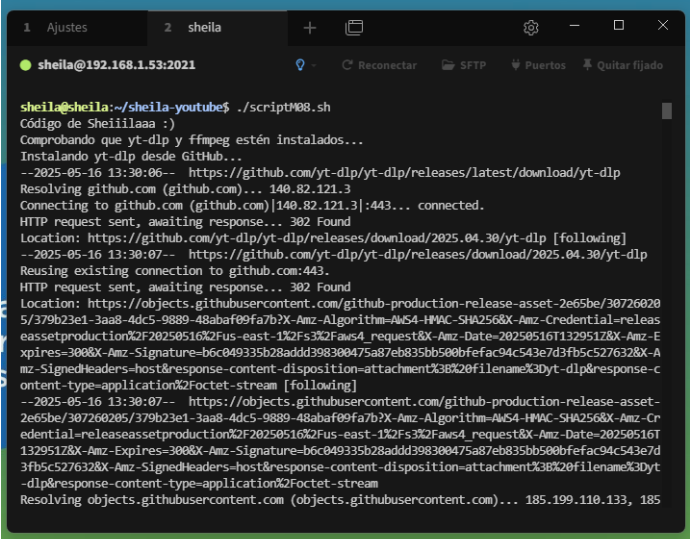 1 Ajustes 2 sheila
sheila@192.168.1.53:2021 Reconectar SFTP Puertos Quitar fijado
sheila@sheila:~/sheila-youtube$ ./scriptM08.sh
Código de Sheiiilaaa :)
Comprobando que yt-dlp y ffmpeg estén instalados...
Instalando yt-dlp desde GitHub...
--2025-05-16 13:30:06--  https://github.com/yt-dlp/yt-dlp/releases/latest/download/yt-dlp
Resolving github.com (github.com)... 140.82.121.3
Connecting to github.com (github.com)|140.82.121.3|:443... connected.
HTTP request sent, awaiting response... 302 Found
Location: https://github.com/yt-dlp/yt-dlp/releases/download/2025.04.30/yt-dlp [following]
--2025-05-16 13:30:07--  https://github.com/yt-dlp/yt-dlp/releases/download/2025.04.30/yt-dlp
Reusing existing connection to github.com:443.
HTTP request sent, awaiting response... 302 Found
Location: https://objects.githubusercontent.com/github-production-release-asset-2e65be/30726020
5/379b23e1-3aa8-4dc5-9889-48abaf09fa7b?X-Amz-Algorithm=AWS4-HMAC-SHA256&X-Amz-Credential=releas
eassetproduction%2F20250516%2Fus-east-1%2Fs3%2Faws4_request&X-Amz-Date=20250516T132951Z&X-Amz-E
xpires=300&X-Amz-Signature=b6c049335b28addd398300475a87eb835bb500bfefac94c543e7d3fb5c527632&X-A
mz-SignedHeaders=host&response-content-disposition=attachment%3B%20filename%3Dyt-dlp&response-c
ontent-type=application%2Foctet-stream [following]
--2025-05-16 13:30:07--  https://objects.githubusercontent.com/github-production-release-asset-
2e65be/307260205/379b23e1-3aa8-4dc5-9889-48abaf09fa7b?X-Amz-Algorithm=AWS4-HMAC-SHA256&X-Amz-Cr
edential=releaseassetproduction%2F20250516%2Fus-east-1%2Fs3%2Faws4_request&X-Amz-Date=20250516T
132951Z&X-Amz-Expires=300&X-Amz-Signature=b6c049335b28addd398300475a87eb835bb500bfefac94c543e7d
3fb5c527632&X-Amz-SignedHeaders=host&response-content-disposition=attachment%3B%20filename%3Dyt
-dlp&response-content-type=application%2Foctet-stream
Resolving objects.githubusercontent.com (objects.githubusercontent.com)... 185.199.110.133, 185